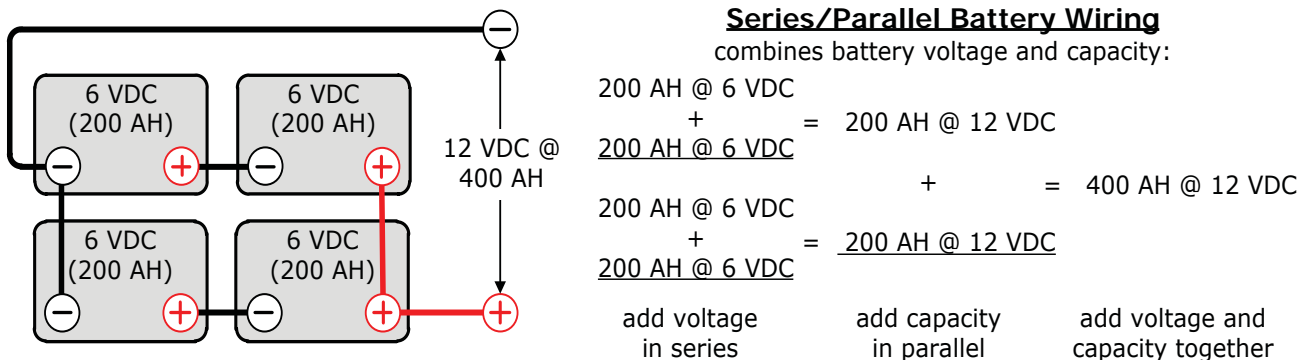 −
6 VDC
(200 AH)
6 VDC
(200 AH)
− + − +
12 VDC @
400 AH
6 VDC
(200 AH)
6 VDC
(200 AH)
− + − + +
Series/Parallel Battery Wiring
combines battery voltage and capacity:
200 AH @ 6 VDC
+ = 200 AH @ 12 VDC
200 AH @ 6 VDC
+ = 400 AH @ 12 VDC
200 AH @ 6 VDC
+ = 200 AH @ 12 VDC
200 AH @ 6 VDC
add voltage
in series
add capacity
in parallel
add voltage and
capacity together